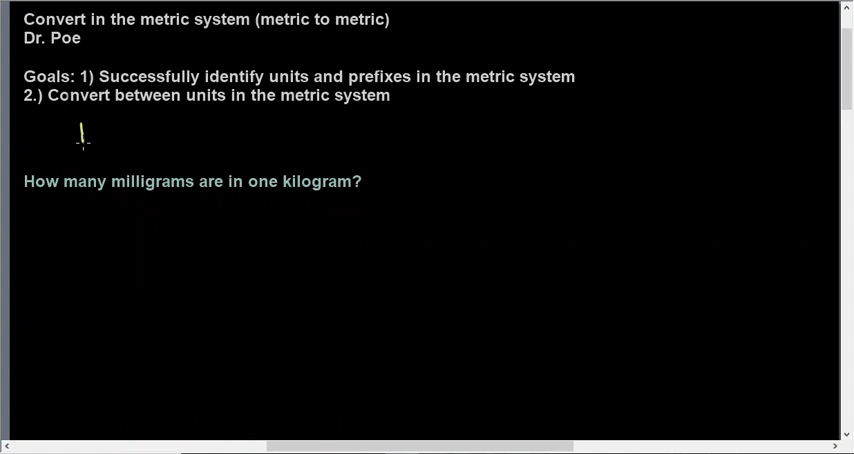 Convert in the metric system (metric to metric)
Dr. Poe
Goals: 1) Successfully identify units and prefixes in the metric system
2.) Convert between units in the metric system
How many milligrams are in one kilogram?